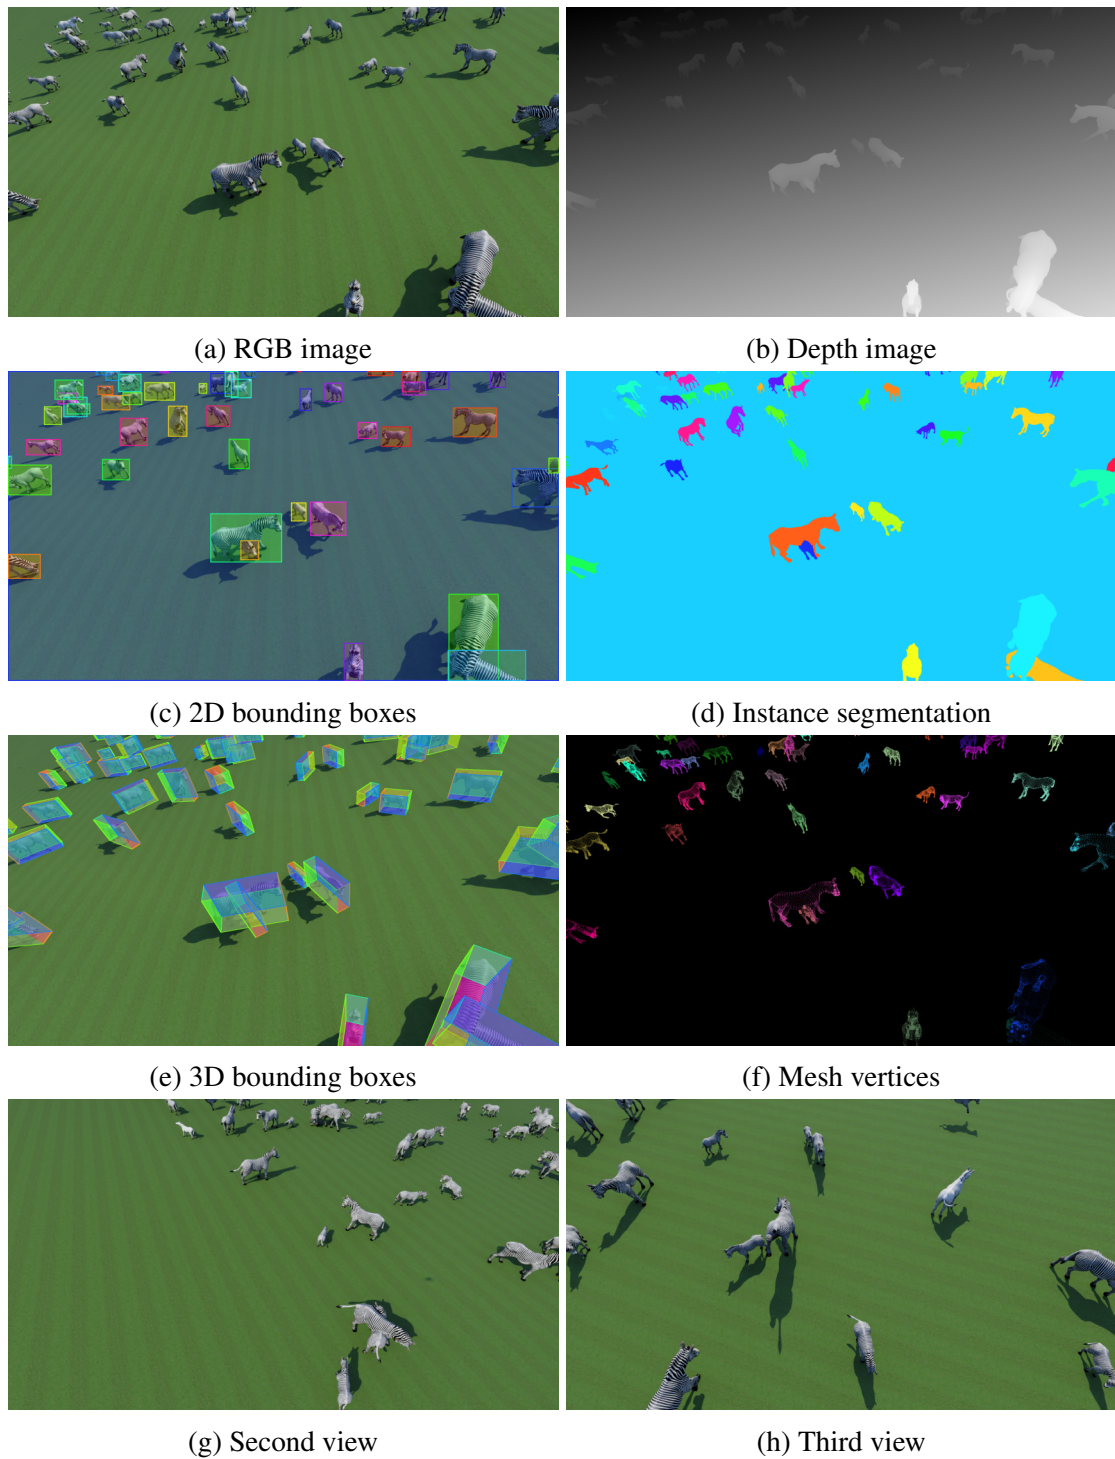 (a) RGB image
(b) Depth image
(c) 2D bounding boxes
(d) Instance segmentation
(e) 3D bounding boxes
(f) Mesh vertices
(g) Second view
(h) Third view